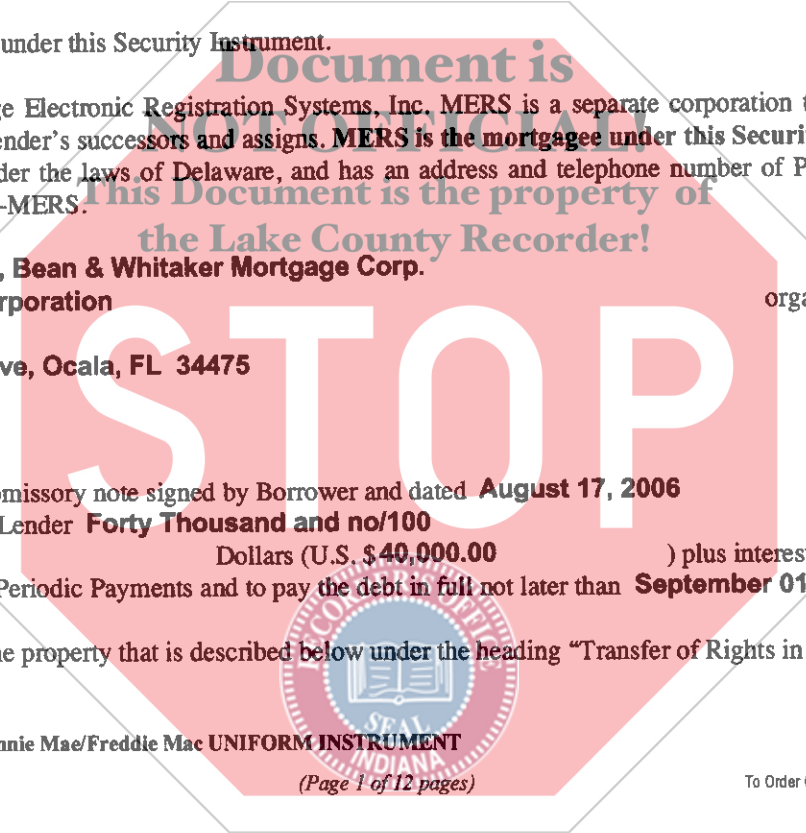 under this Security Instrument.
Document is
ge Electronic Registration Systems, Inc. MERS is a separate corporation t
NOT OFFICIAL!
ender's successors and assigns. MERS is the mortgagee under this Securi
der the laws of Delaware, and has an address and telephone number of P
This Document is the property of
-MERS.
the Lake County Recorder!
, Bean & Whitaker Mortgage Corp.
rporation orga
ve, Ocala, FL 34475
STOP
omissory note signed by Borrower and dated August 17, 2006
Lender Forty Thousand and no/100
Dollars (U.S. $40,000.00 ) plus interes
Periodic Payments and to pay the debt in full not later than September 01
RECORDER'S OFFICE
ne property that is described below under the heading “Transfer of Rights in
SEAL
INDIANA
nnie Mae/Freddie Mac UNIFORM INSTRUMENT
(Page 1 of 12 pages) To Order